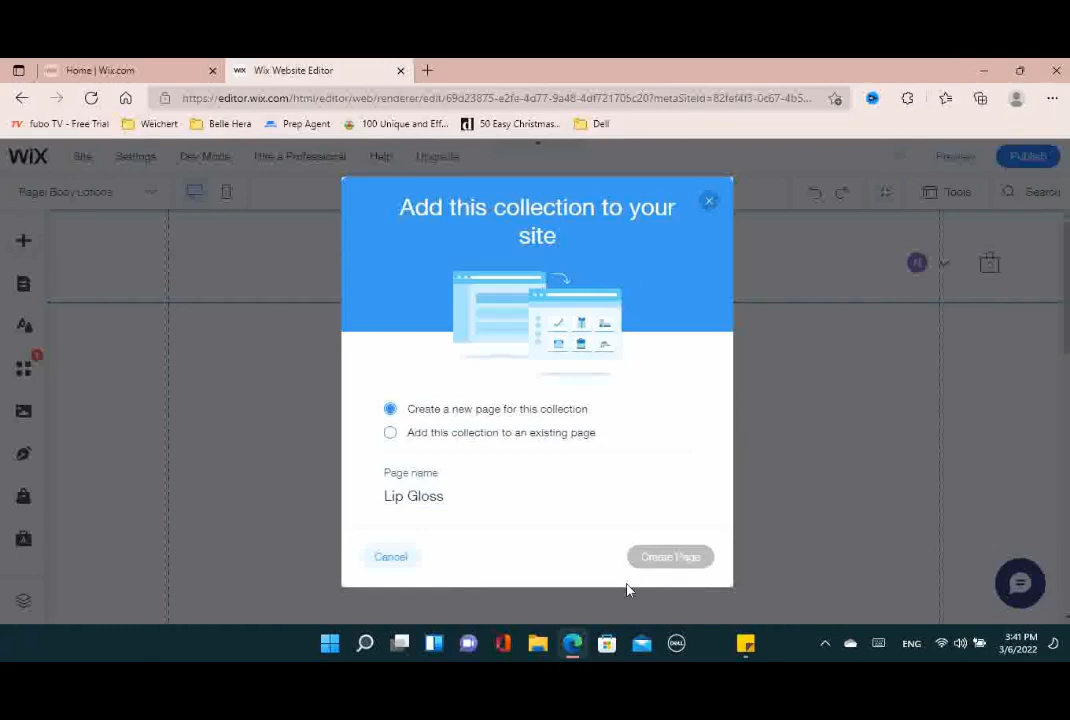 Home | Wix.com
WiX Wix Website Editor
https://editor.wix.com/html/editor/web/renderer/edit/69d23875-e2fe-4d77-9a48-4df721705c20?metaSiteId=82fef4f3-0c67-4b5...
TV fubo TV - Free Trial Weichert Belle Hera Prep Agent 100 Unique and Eff... 50 Easy Christmas... Dell
WiX Site Settings Dev Mode Hire a Professional Help Upgrade Preview Publish
Page: Body Lotions Tools Search
Add this collection to your
site
Create a new page for this collection
Add this collection to an existing page
Page name
Lip Gloss
Cancel Create Page
DELL
ENG
3:41 PM
3/6/2022